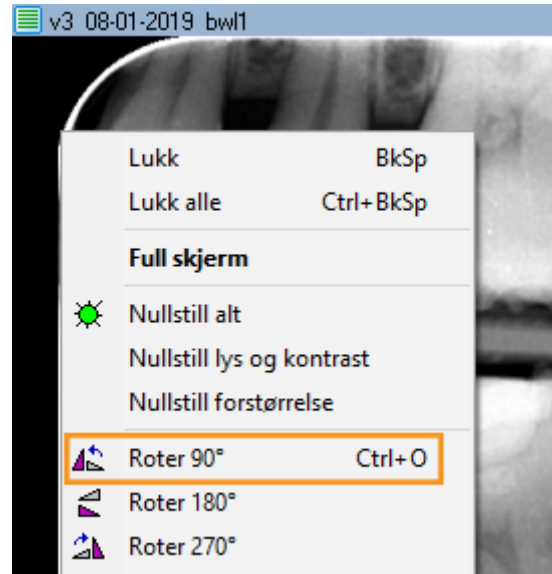 v3 08-01-2019 bwl1
Lukk BkSp
Lukk alle Ctrl+BkSp
Full skjerm
Nullstill alt
Nullstill lys og kontrast
Nullstill forstørrelse
Roter 90° Ctrl+O
Roter 180°
Roter 270°